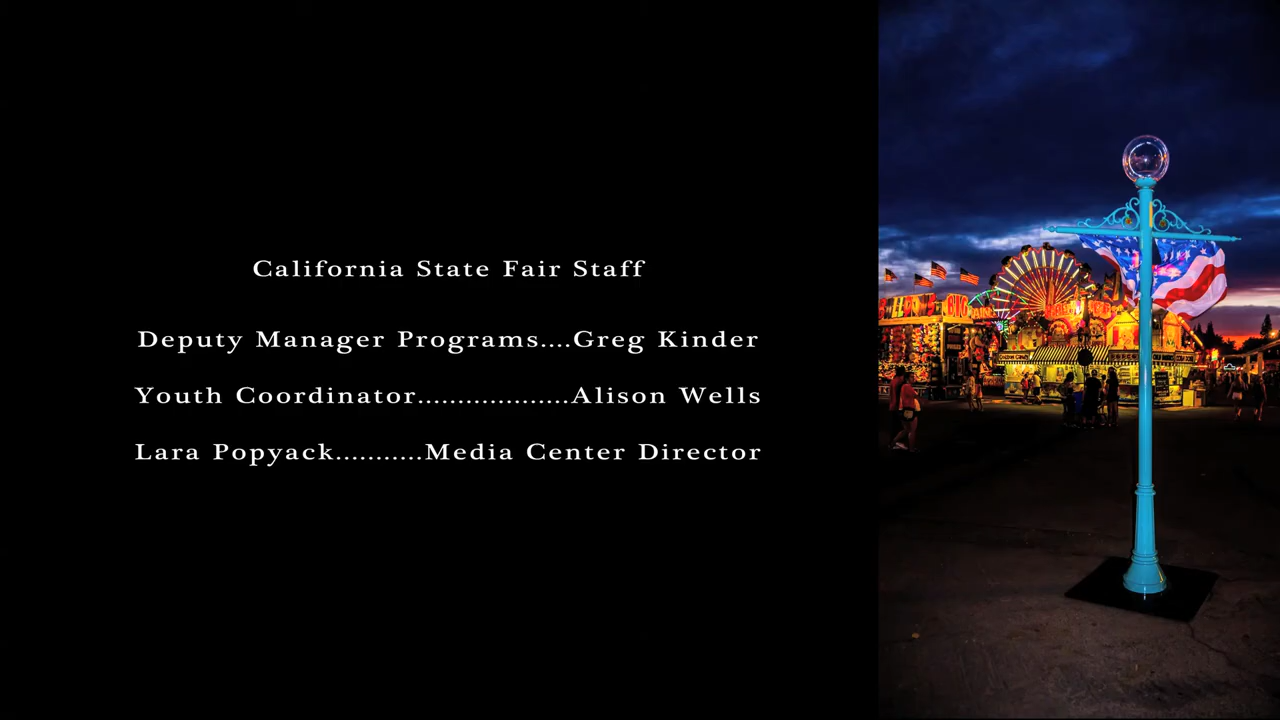 California State Fair Staff
Deputy Manager Programs....Greg Kinder
Youth Coordinator...................Alison Wells
Lara Popyack...........Media Center Director